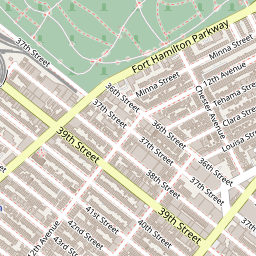 37th Street
Fort Hamilton Parkway
Minna Street
Minna Street
12th Avenue
36th Street
Chester Avenue
Tehama Street
37th Street
Clara Street
39th Street
36th Street
37th Street
Louisa Street
36th Street
38th Street
37th Street
41st Street
39th Street
40th Street
42nd Street
12th Avenue
43rd Street